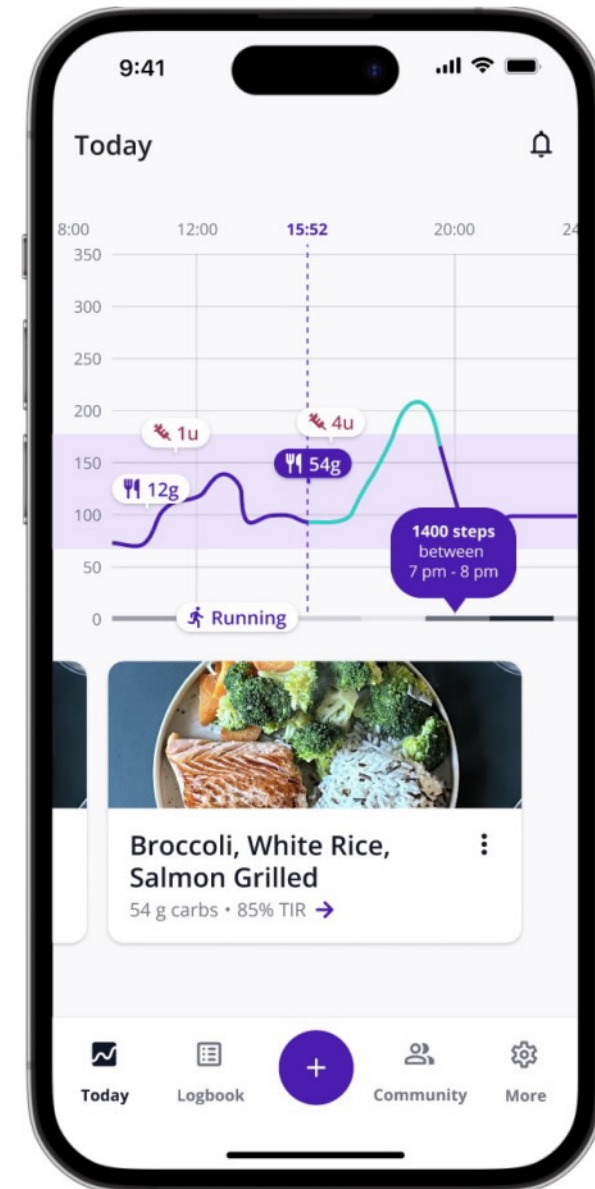 9:41
Today
8:00 12:00 15:52 20:00 24
350
300
250
200
1u 4u
150
12g 54g
100
1400 steps
between
7 pm - 8 pm
50
0
Running
Broccoli, White Rice,
Salmon Grilled
54 g carbs • 85% TIR →
Today Logbook + Community More